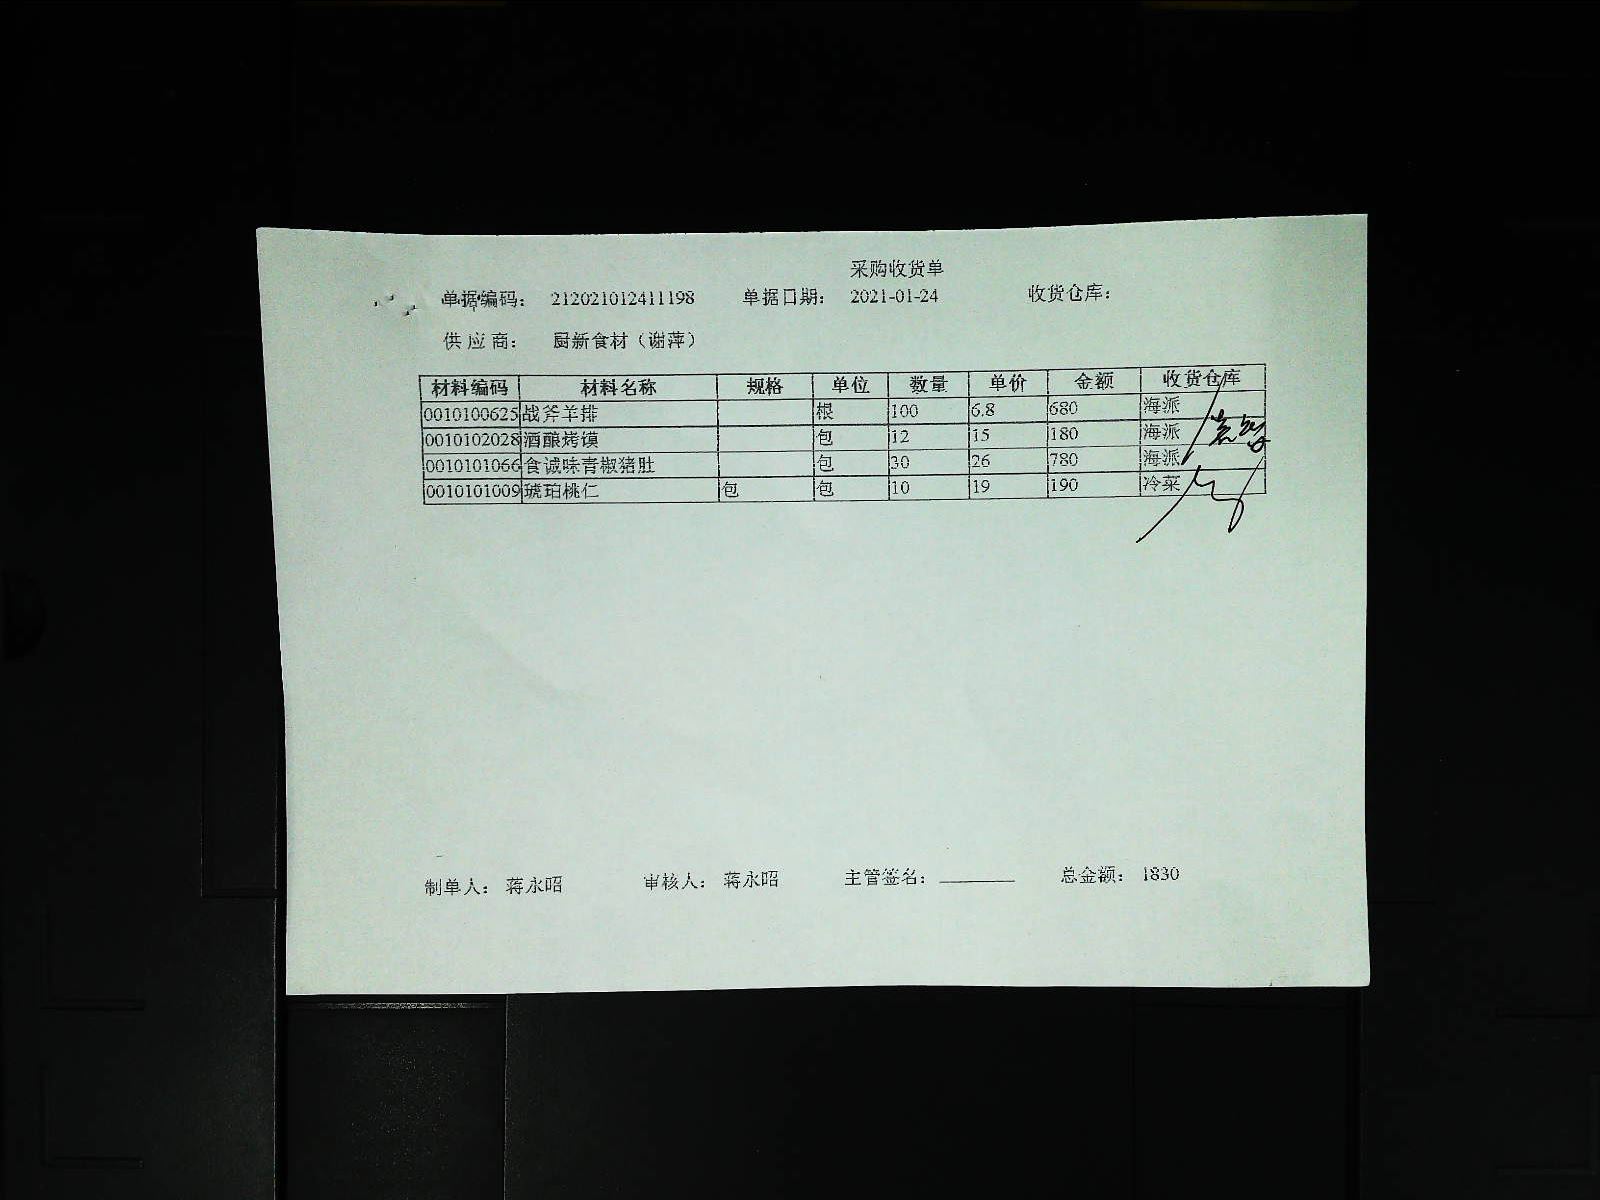 采购收货单
单据编码： 212021012411198 单据日期： 2021-01-24 收货仓库：
供 应 商： 厨新食材（谢萍）
材料编码 材料名称 规格 单位 数量 单价 金额 收货仓库
0010100625 战斧羊排 根 100 6.8 680 海派
0010102028 酒酿烤馍 包 12 15 180 海派
0010101066 食诚味青椒猪肚 包 30 26 780 海派
0010101009 琥珀桃仁 包 包 10 19 190 冷菜
制单人： 蒋永昭 审核人： 蒋永昭 主管签名： 总金额： 1830